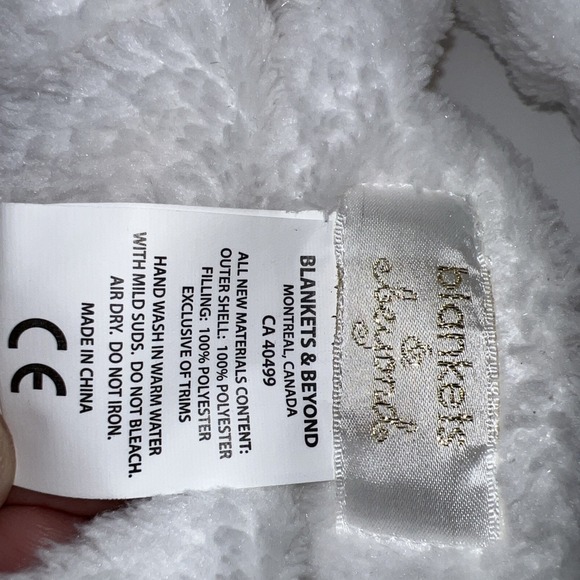 blankets
&
beyond
BLANKETS & BEYOND
MONTREAL, CANADA
CA 40499
ALL NEW MATERIALS CONTENT:
OUTER SHELL: 100% POLYESTER
FILLING: 100% POLYESTER
EXCLUSIVE OF TRIMS
HAND WASH IN WARM WATER
WITH MILD SUDS. DO NOT BLEACH.
AIR DRY. DO NOT IRON.
MADE IN CHINA
CE